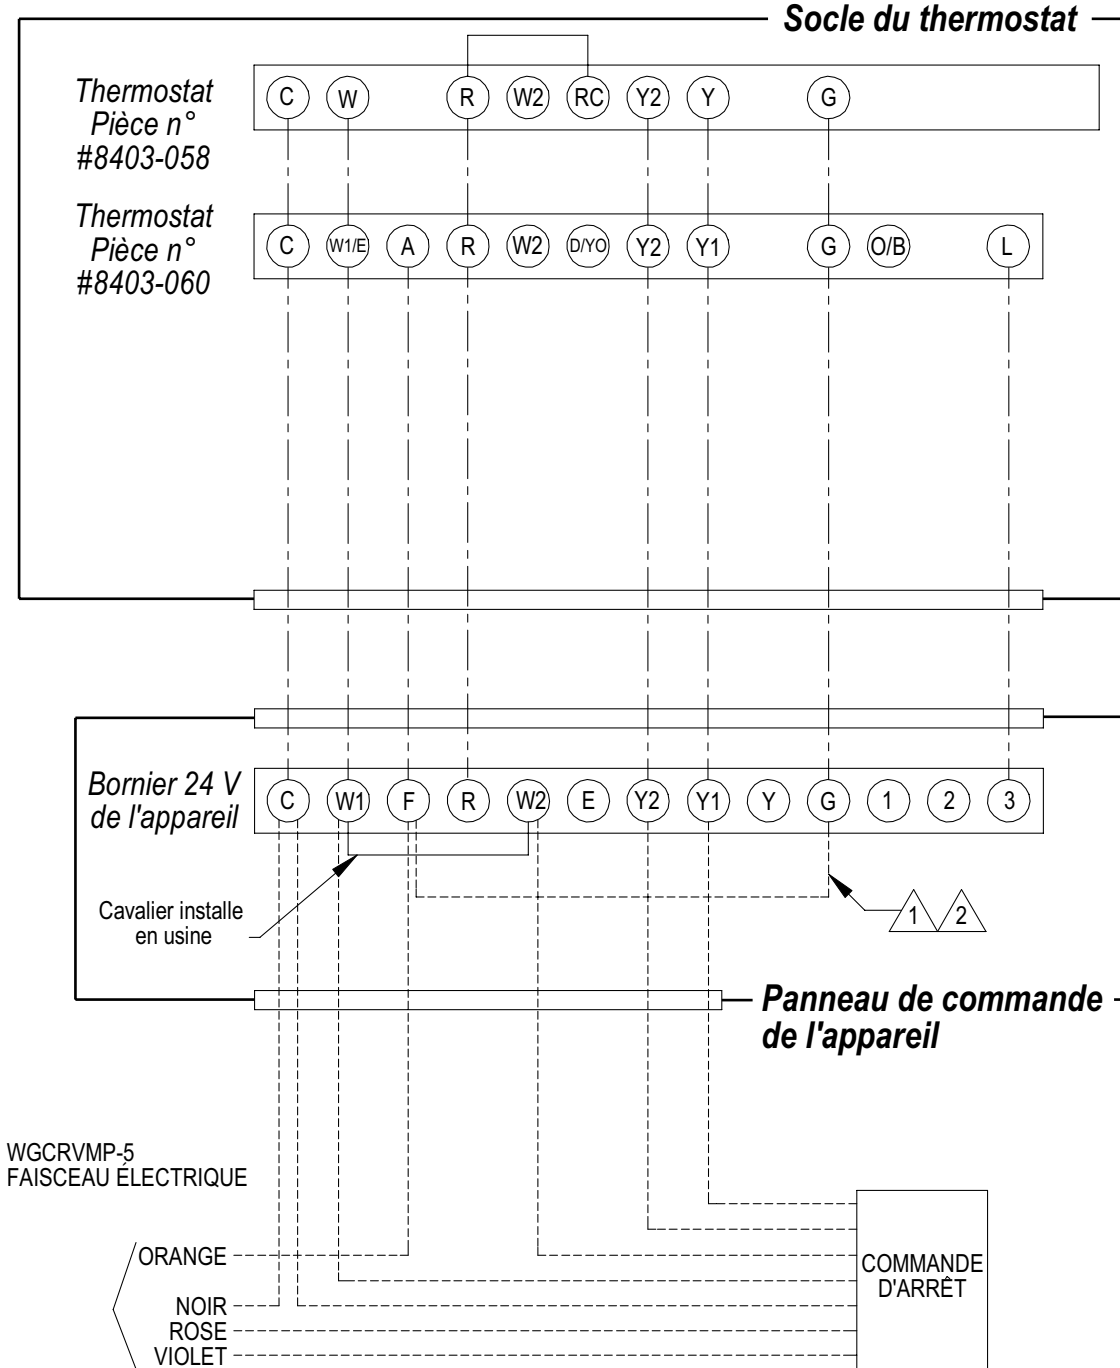 Socle du thermostat
Thermostat
Pièce n°
#8403-058
C W R W2 RC Y2 Y G
Thermostat
Pièce n°
#8403-060
C W1/E A R W2 D/YO Y2 Y1 G O/B L
Bornier 24 V
de l'appareil
C W1 F R W2 E Y2 Y1 Y G 1 2 3
Cavalier installe
en usine
1 2
Panneau de commande
de l'appareil
WGCRVMP-5
FAISCEAU ÉLECTRIQUE
ORANGE
NOIR
ROSE
VIOLET
COMMANDE
D'ARRÊT